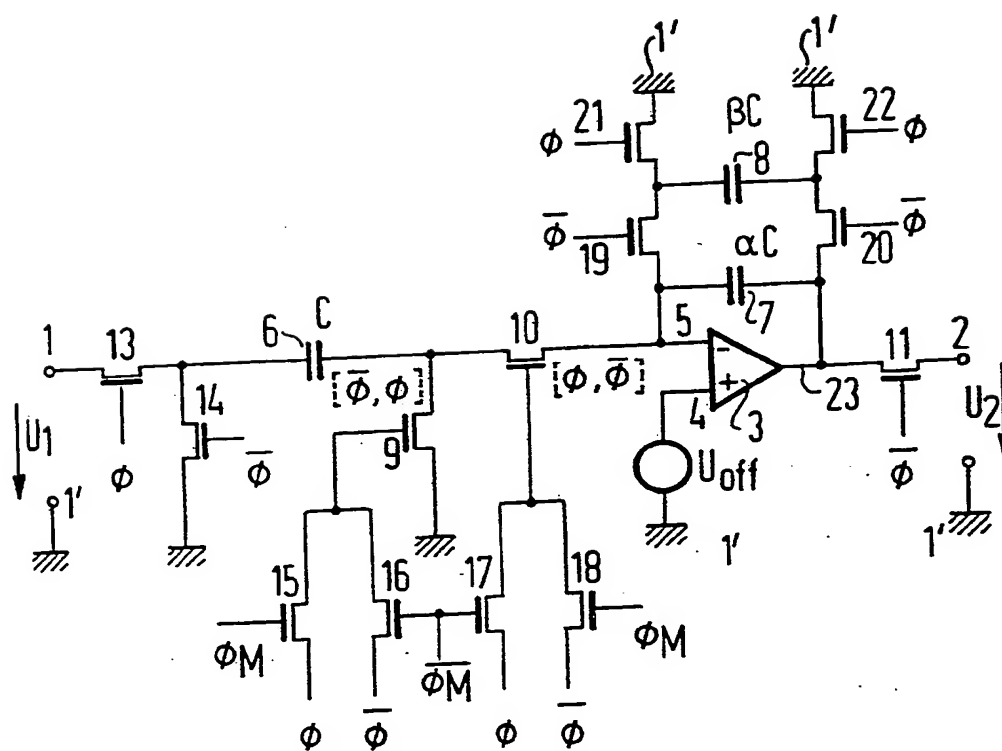 1' 1'
21 βC 22
ϕ 8 ϕ
ϕ̅ ϕ̅
19 αC 20
6 C 10 5 7
1 13 - 11 2
[ϕ̅, ϕ] [ϕ, ϕ̅] + 23
14 4 3
U1 9 Uoff U2
ϕ ϕ̅ ϕ̅
1' 1' 1'
15 16 17 18
ϕM ϕ̅M̅ ϕM
ϕ ϕ̅ ϕ ϕ̅